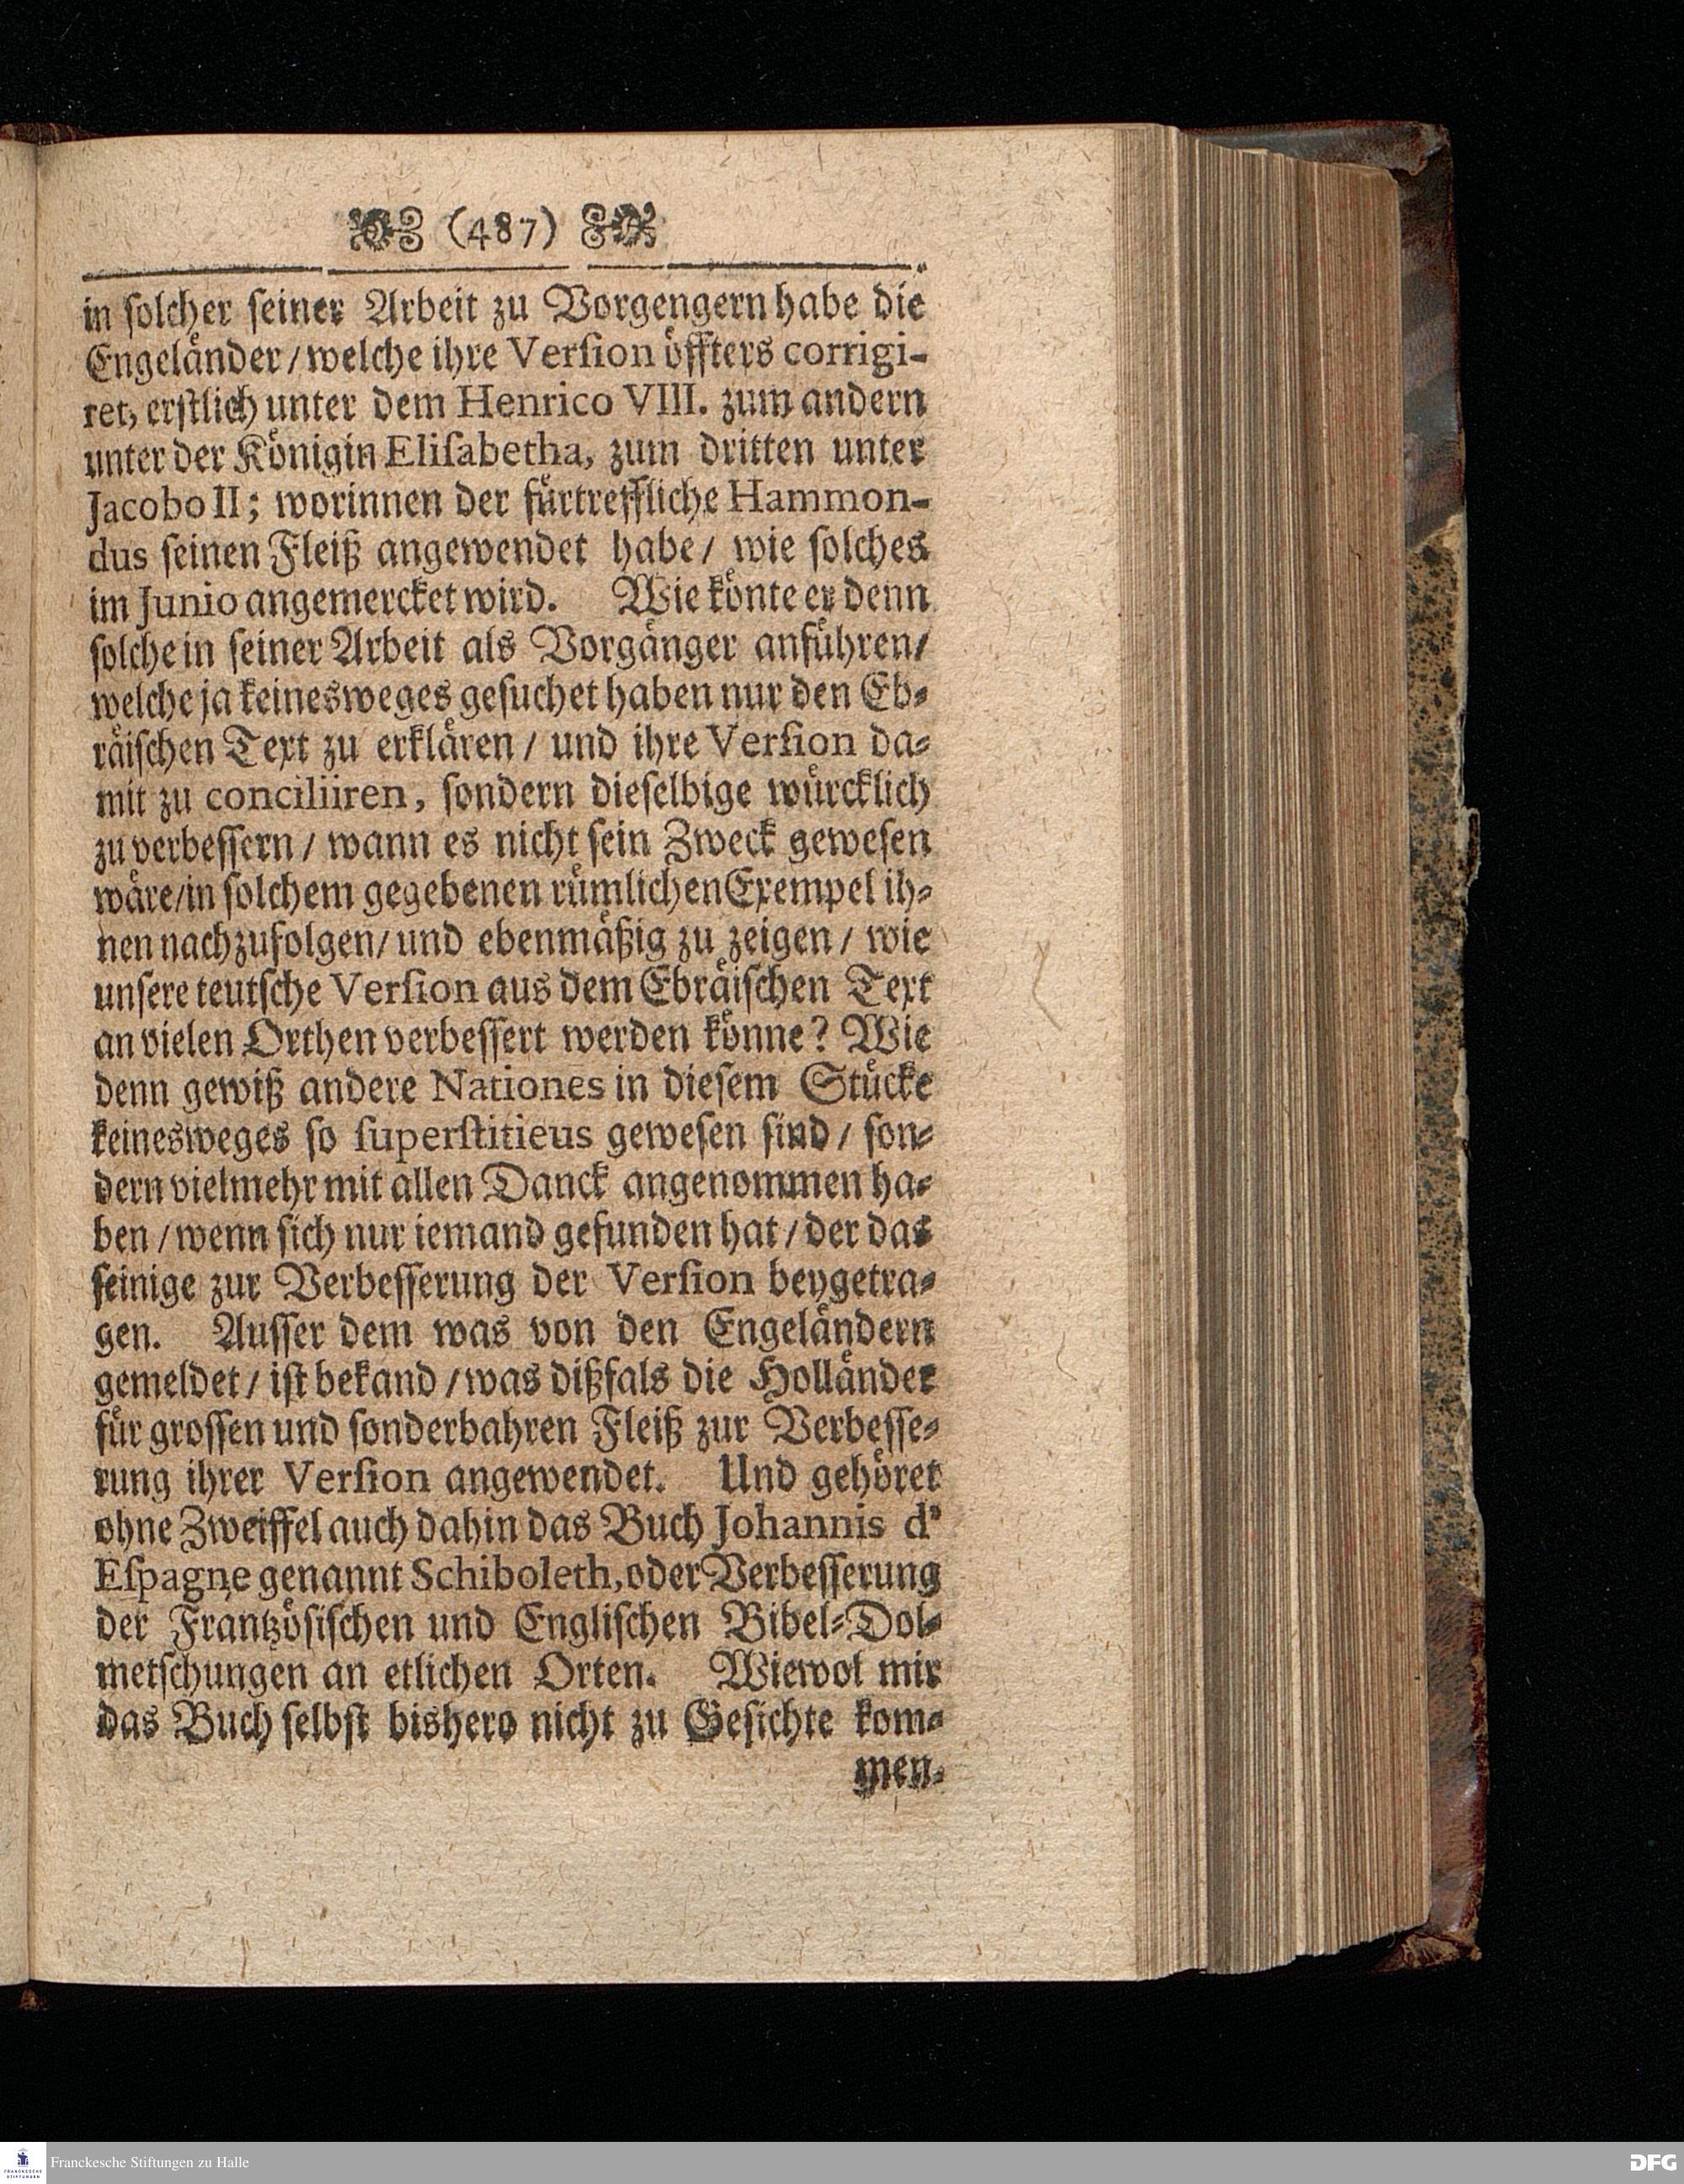 (487)
in solcher seiner Arbeit zu Vorgengern habe die
Engeländer / welche ihre Version öffters corrigi-
ret, erstlich unter dem Henrico VIII. zum andern
unter der Königin Elisabetha, zum dritten unter
Jacobo II; worinnen der fürtreffliche Hammon-
dus seinen Fleiß angewendet habe / wie solches
im Junio angemercket wird. Wie könte er denn
solche in seiner Arbeit als Vorgänger anführen /
welche ja keinesweges gesuchet haben nur den Eb-
räischen Text zu erklären / und ihre Version da-
mit zu conciliiren, sondern dieselbige würcklich
zu verbessern / wann es nicht sein Zweck gewesen
wäre / in solchem gegebenen rümlichen Exempel ih-
nen nachzufolgen / und ebenmäßig zu zeigen / wie
unsere teutsche Version aus dem Ebräischen Text
an vielen Orthen verbessert werden könne? Wie
denn gewiß andere Nationes in diesem Stücke
keinesweges so superstitieus gewesen sind / son-
dern vielmehr mit allen Danck angenommen ha-
ben / wenn sich nur iemand gefunden hat / der das
seinige zur Verbesserung der Version beygetra-
gen. Ausser dem was von den Engeländern
gemeldet / ist bekand / was dißfals die Holländer
für grossen und sonderbahren Fleiß zur Verbesse-
rung ihrer Version angewendet. Und gehöret
ohne Zweiffel auch dahin das Buch Johannis d'
Espagne genannt Schiboleth, oder Verbesserung
der Frantzösischen und Englischen Bibel-Dol-
metschungen an etlichen Orten. Wiewol mir
das Buch selbst bishero nicht zu Gesichte kom-
men-
FRANCKESCHE
STIFTUNGEN
Franckesche Stiftungen zu Halle
DFG